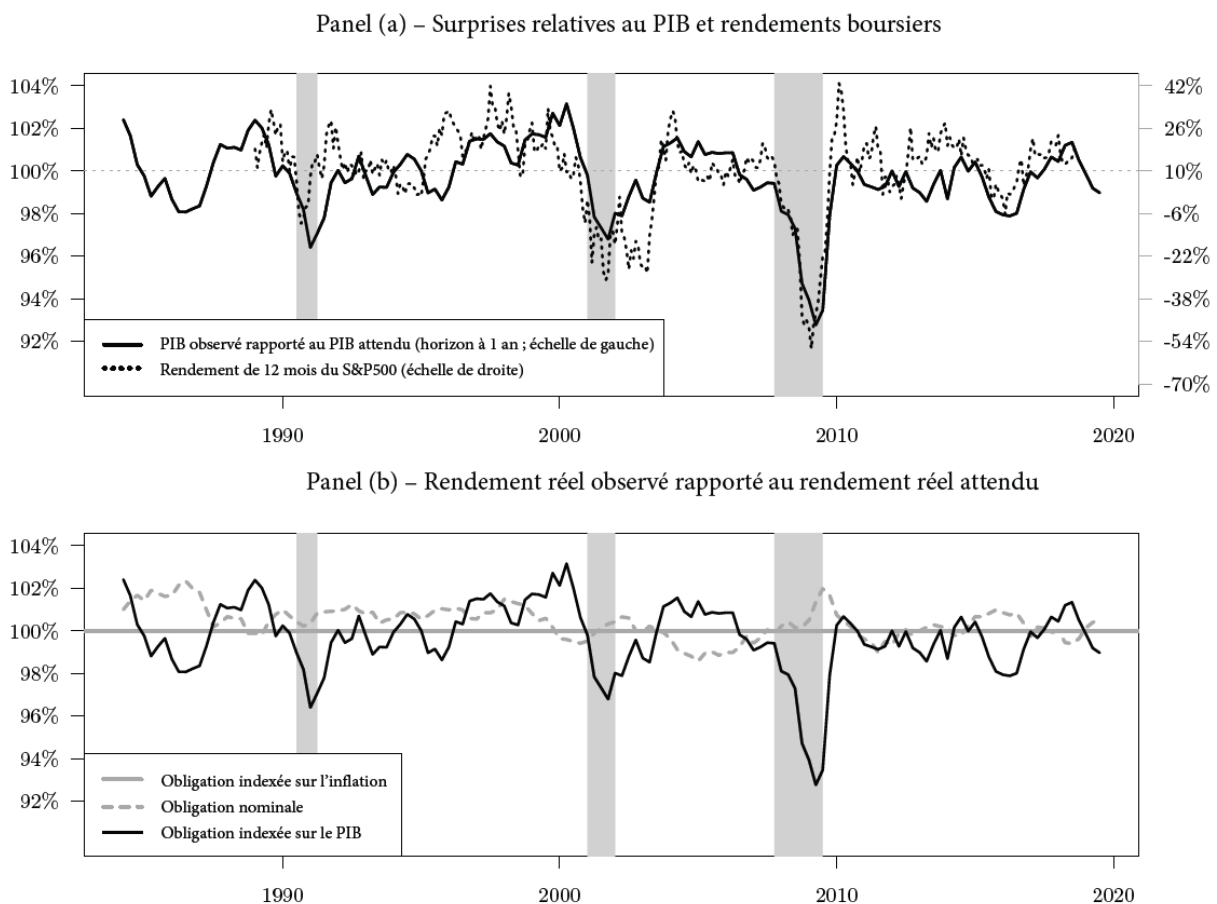 Panel (a) – Surprises relatives au PIB et rendements boursiers
104%
102%
100%
98%
96%
94%
92%
42%
26%
10%
-6%
-22%
-38%
-54%
-70%
PIB observé rapporté au PIB attendu (horizon à 1 an ; échelle de gauche)
Rendement de 12 mois du S&P500 (échelle de droite)
1990 2000 2010 2020
Panel (b) – Rendement réel observé rapporté au rendement réel attendu
104%
102%
100%
98%
96%
94%
92%
Obligation indexée sur l'inflation
Obligation nominale
Obligation indexée sur le PIB
1990 2000 2010 2020